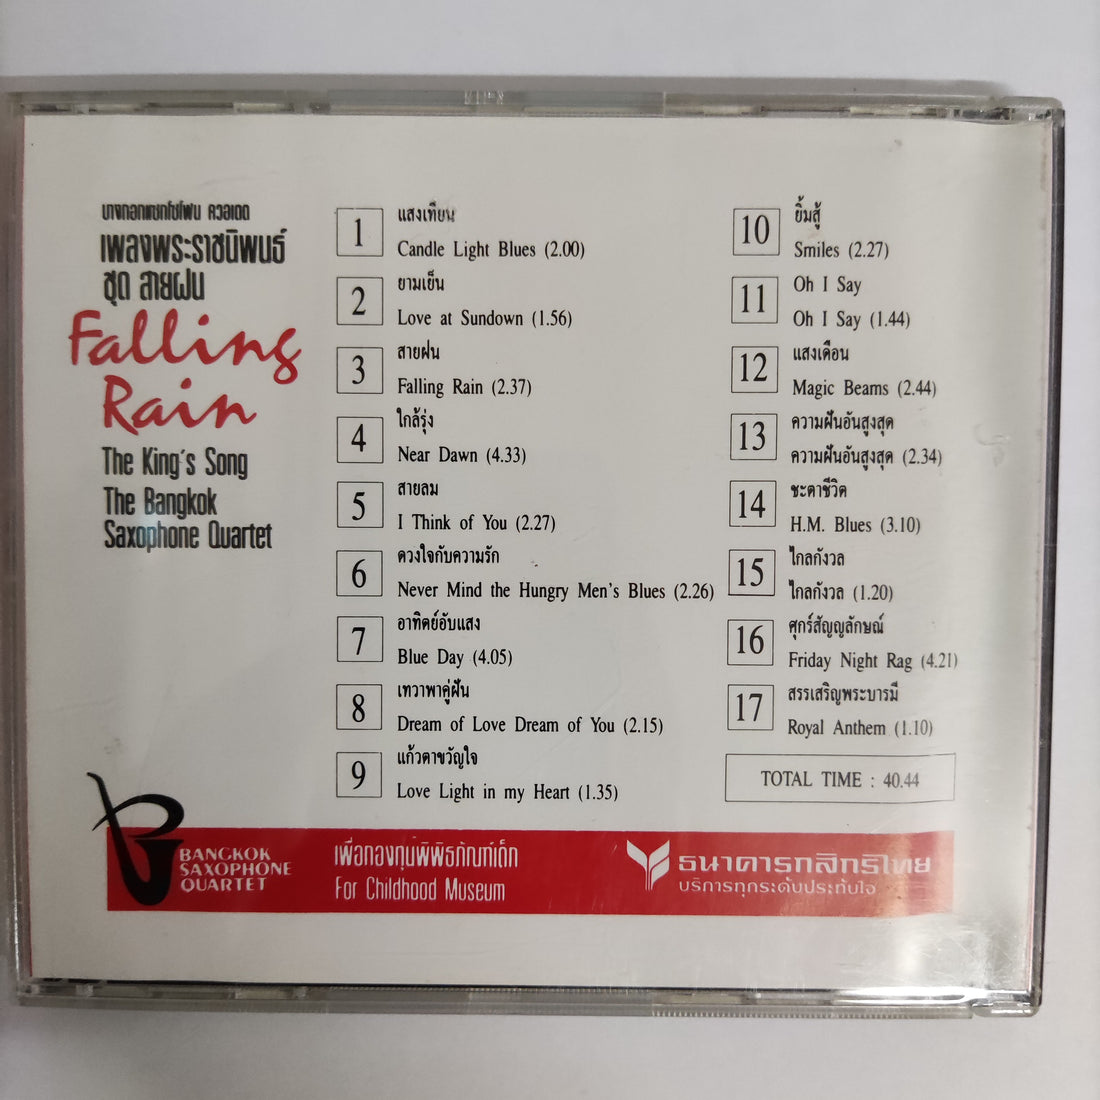 บางกอกแซกโซโฟน ควอเตต
เพลงพระราชนิพนธ์
ชุด สายฝน
Falling
Rain
The King's Song
The Bangkok
Saxophone Quartet
1
แสงเทียน
Candle Light Blues (2.00)
2
ยามเย็น
Love at Sundown (1.56)
3
สายฝน
Falling Rain (2.37)
4
ใกล้รุ่ง
Near Dawn (4.33)
5
สายลม
I Think of You (2.27)
6
ดวงใจกับความรัก
Never Mind the Hungry Men's Blues (2.26)
7
อาทิตย์อับแสง
Blue Day (4.05)
8
เทวาพาคู่ฝัน
Dream of Love Dream of You (2.15)
9
แก้วตาขวัญใจ
Love Light in my Heart (1.35)
10
ยิ้มสู้
Smiles (2.27)
11
Oh I Say
Oh I Say (1.44)
12
แสงเดือน
Magic Beams (2.44)
13
ความฝันอันสูงสุด
ความฝันอันสูงสุด (2.34)
14
ชะตาชีวิต
H.M. Blues (3.10)
15
ไกลกังวล
ไกลกังวล (1.20)
16
ศุกร์สัญญลักษณ์
Friday Night Rag (4.21)
17
สรรเสริญพระบารมี
Royal Anthem (1.10)
TOTAL TIME : 40.44
BANGKOK
SAXOPHONE
QUARTET
เพื่อกองทุนพิพิธภัณฑ์เด็ก
For Childhood Museum
ธนาคารกสิกรไทย
บริการทุกระดับประทับใจ